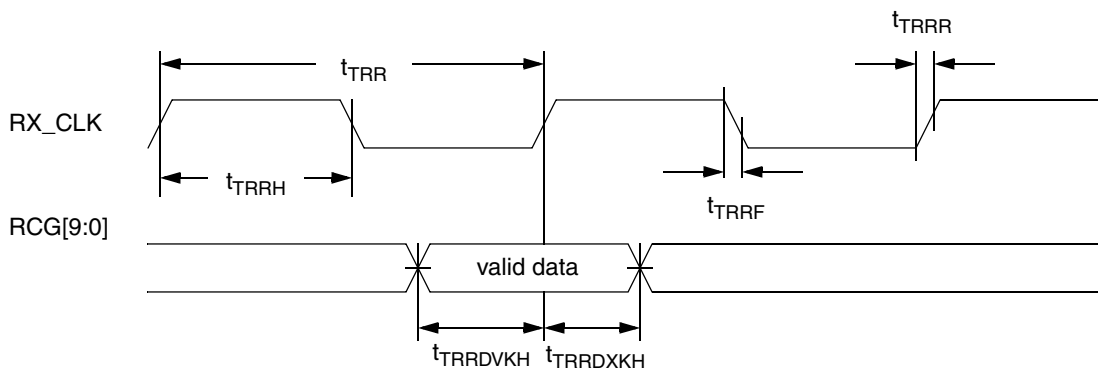 t_TRRR
t_TRR
RX_CLK
t_TRRH
t_TRRF
RCG[9:0]
valid data
t_TRRDVKH t_TRRDXKH